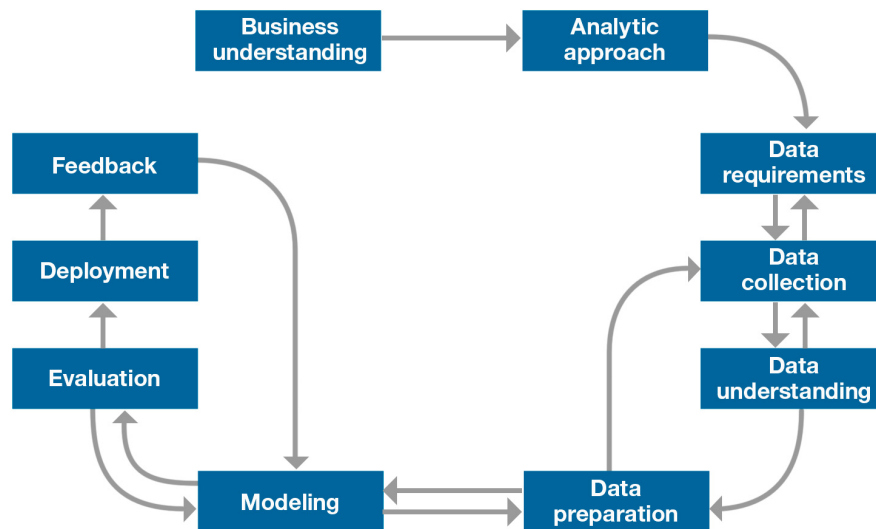 Business
understanding
Analytic
approach
Data
requirements
Data
collection
Data
understanding
Data
preparation
Modeling
Evaluation
Deployment
Feedback